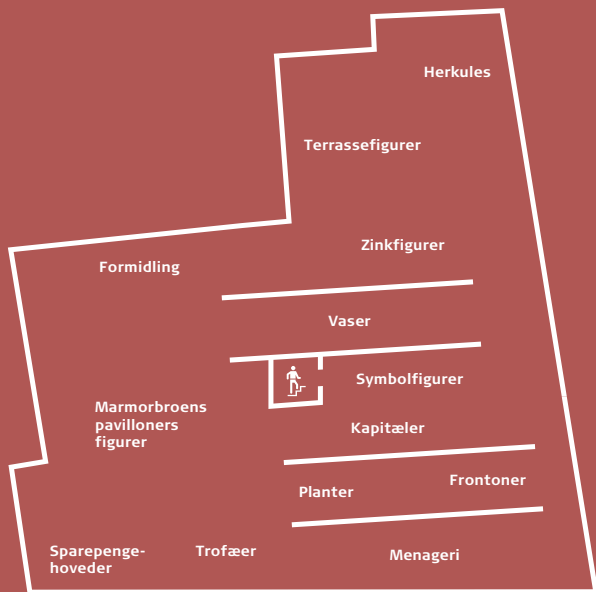 Herkules
Terrassefigurer
Zinkfigurer
Formidling
Vaser
Symbolfigurer
Marmorbroens
pavilloners
figurer
Kapitæler
Frontoner
Planter
Sparepenge-
hoveder
Trofæer
Menageri